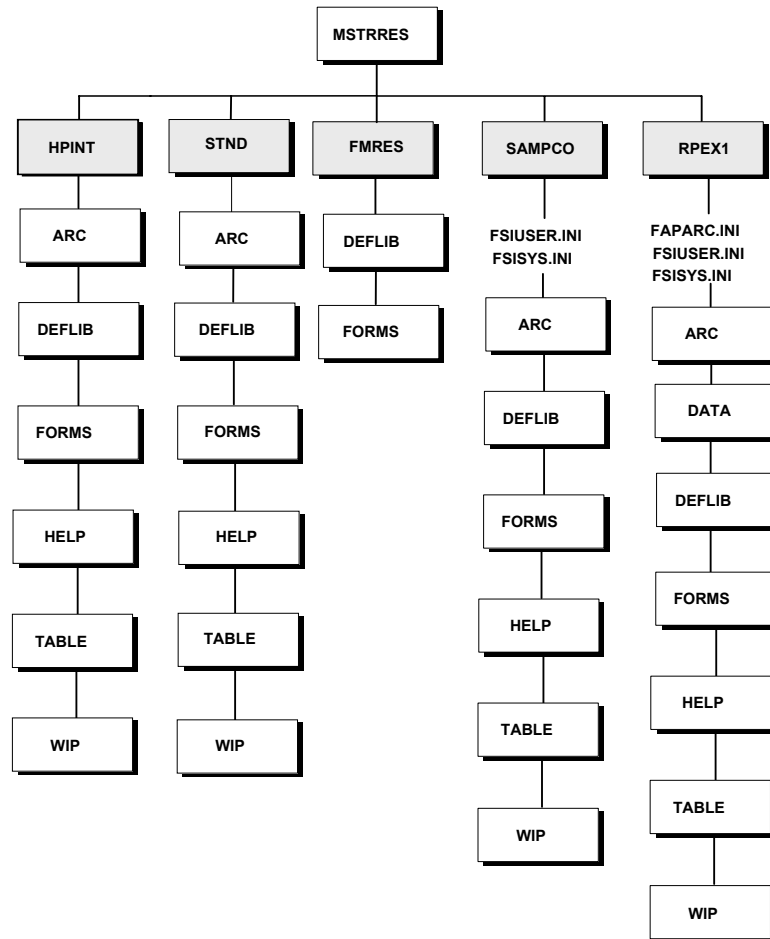 MSTRRES
HPINT
STND
FMRES
SAMPCO
RPEX1
ARC
DEFLIB
FORMS
HELP
TABLE
WIP
ARC
DEFLIB
FORMS
HELP
TABLE
WIP
DEFLIB
FORMS
FSIUSER.INI
FSISYS.INI
ARC
DEFLIB
FORMS
HELP
TABLE
WIP
FAPARC.INI
FSIUSER.INI
FSISYS.INI
ARC
DATA
DEFLIB
FORMS
HELP
TABLE
WIP